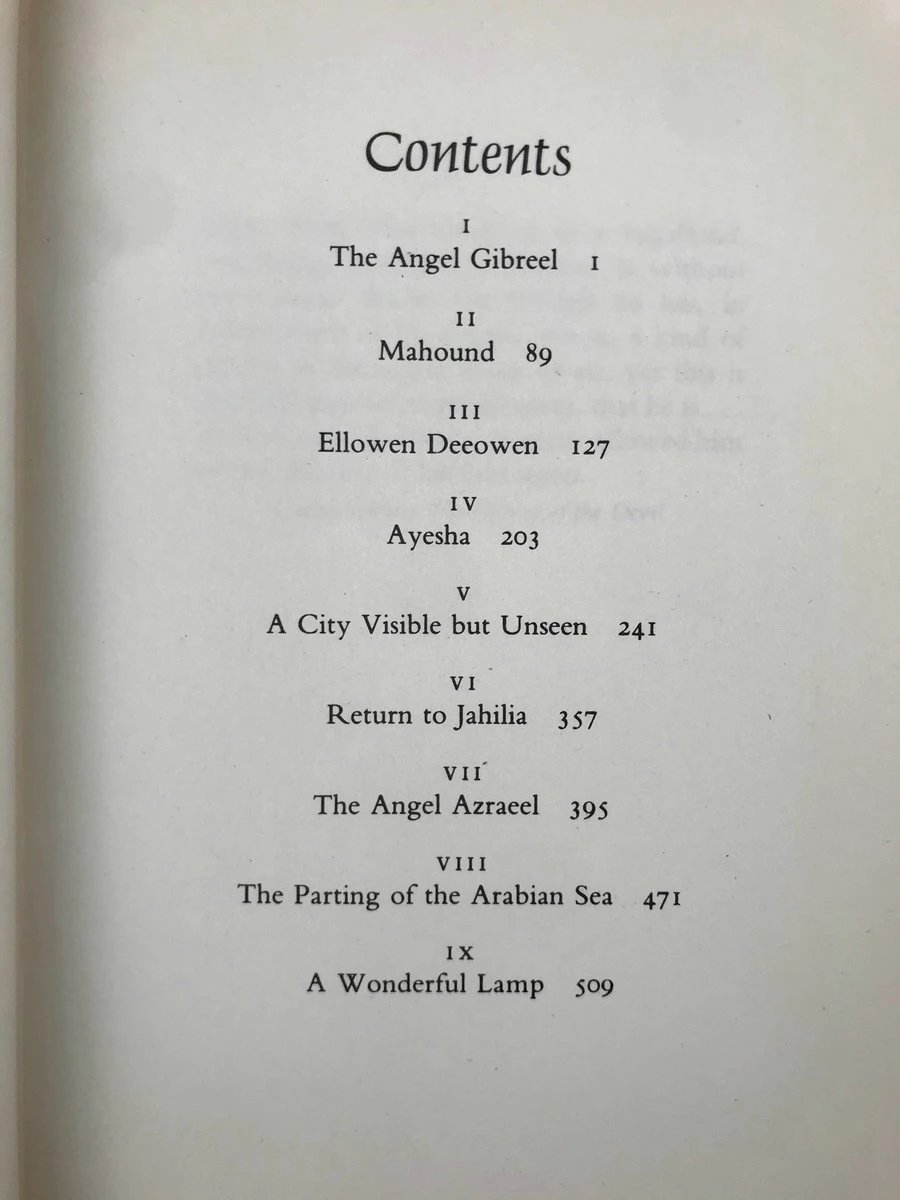 Contents
I
The Angel Gibreel 1
II
Mahound 89
III
Ellowen Deeowen 127
IV
Ayesha 203
V
A City Visible but Unseen 241
VI
Return to Jahilia 357
VII
The Angel Azraeel 395
VIII
The Parting of the Arabian Sea 471
IX
A Wonderful Lamp 509